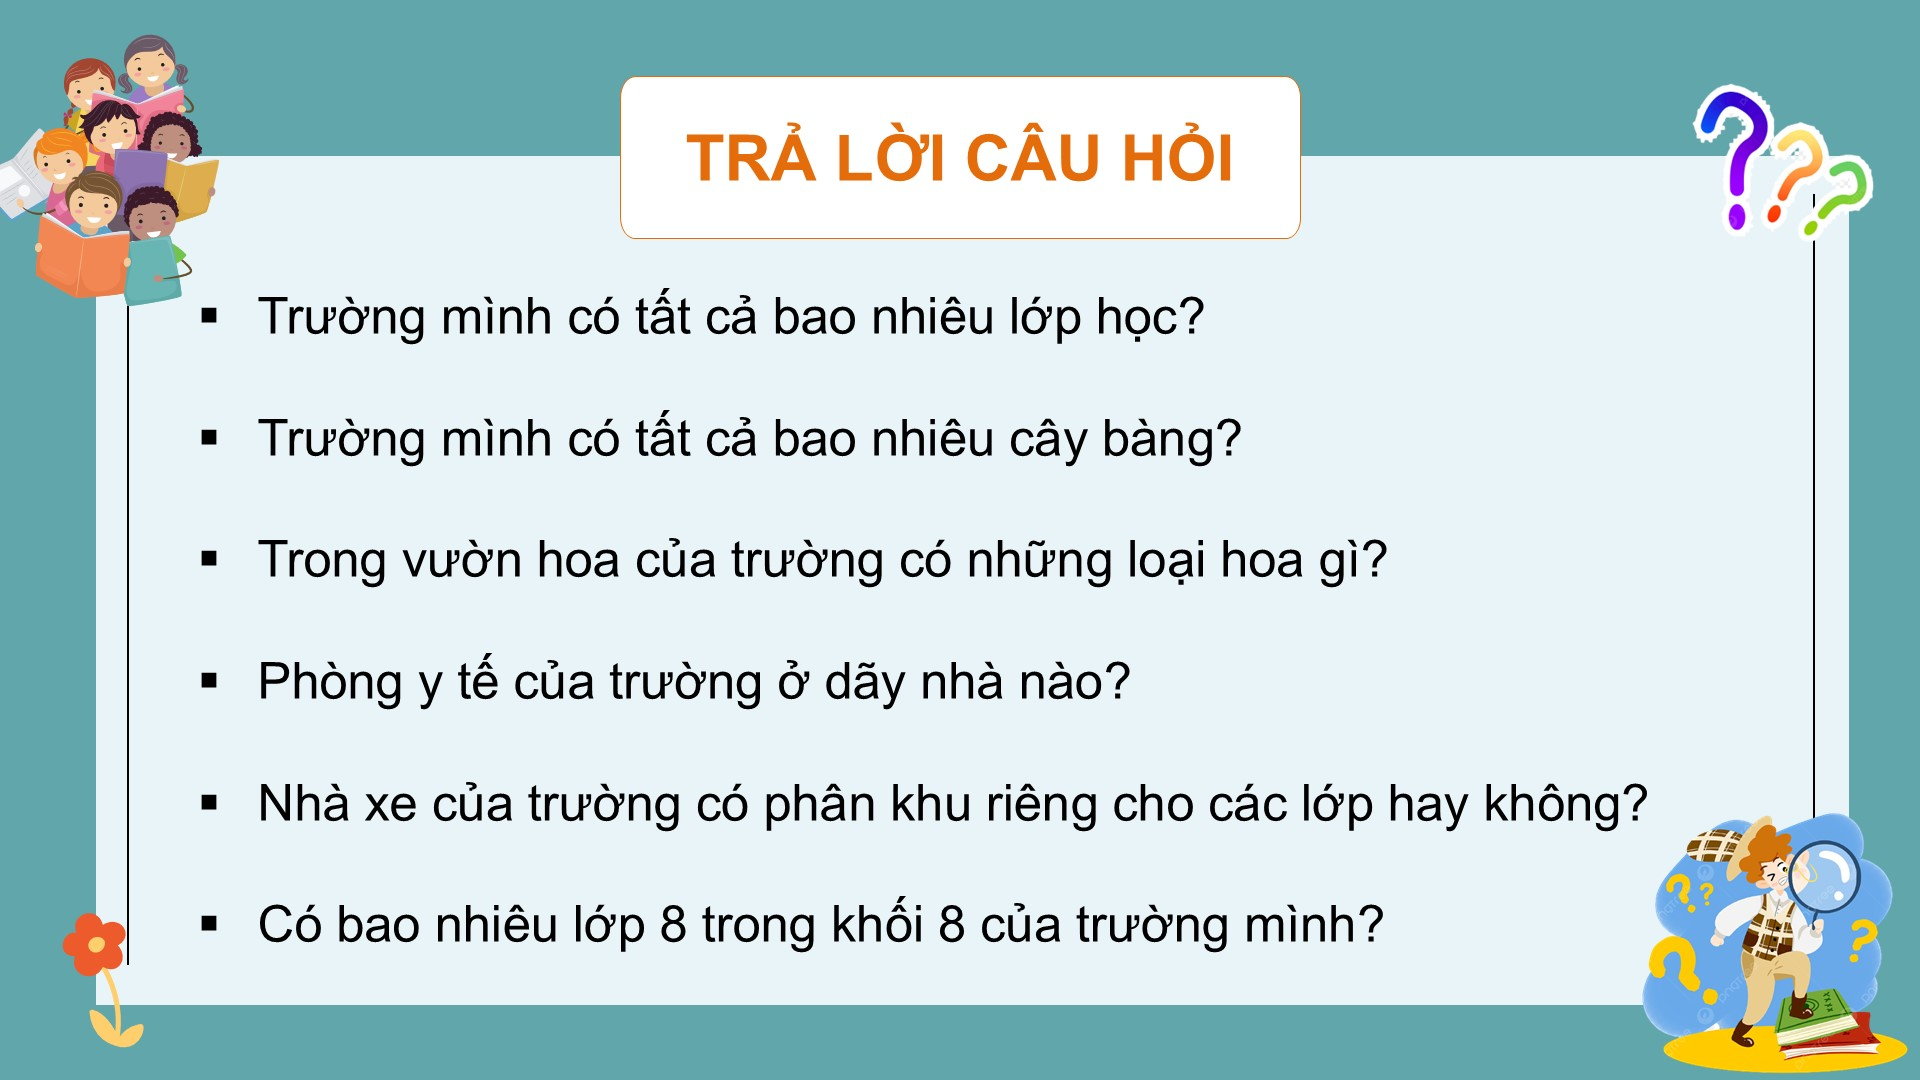 TRẢ LỜI CÂU HỎI
▪ Trường mình có tất cả bao nhiêu lớp học?
▪ Trường mình có tất cả bao nhiêu cây bàng?
▪ Trong vườn hoa của trường có những loại hoa gì?
▪ Phòng y tế của trường ở dãy nhà nào?
▪ Nhà xe của trường có phân khu riêng cho các lớp hay không?
▪ Có bao nhiêu lớp 8 trong khối 8 của trường mình?